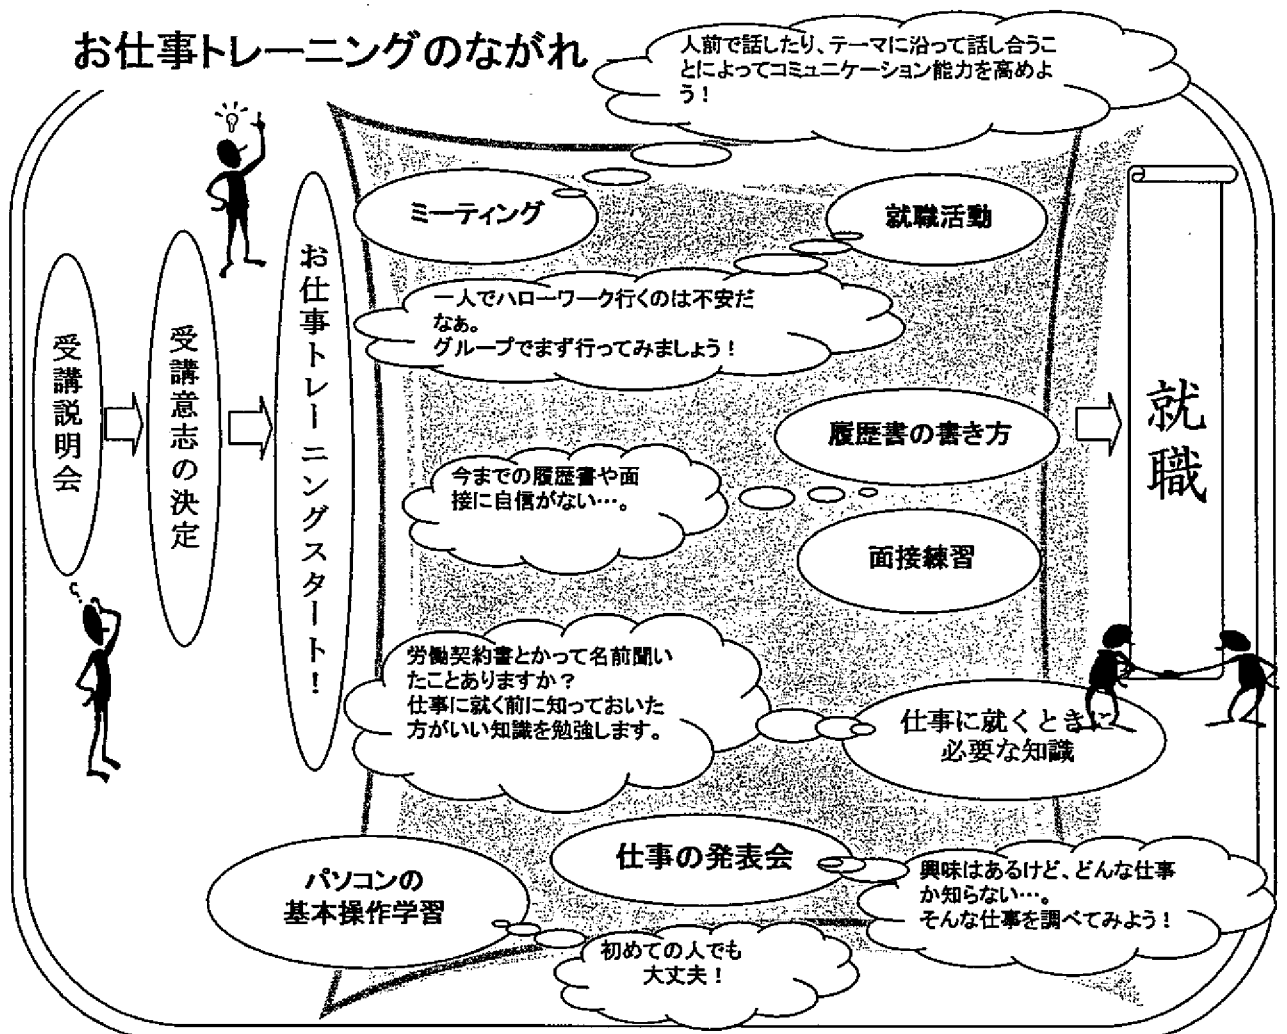 お仕事トレーニングのながれ
人前で話したり、テーマに沿って話し合うこ
とによってコミュニケーション能力を高めよ
う！
ミーティング
就職活動
一人でハローワーク行くのは不安だ
なぁ。
グループでまず行ってみましょう！
受講説明会
受講意志の決定
お仕事トレーニングスタート！
履歴書の書き方
今までの履歴書や面
接に自信がない…。
面接練習
就職
労働契約書とかって名前聞い
たことありますか？
仕事に就く前に知っておいた
方がいい知識を勉強します。
仕事に就くときに
必要な知識
仕事の発表会
興味はあるけど、どんな仕事
か知らない…。
そんな仕事を調べてみよう！
パソコンの
基本操作学習
初めての人でも
大丈夫！